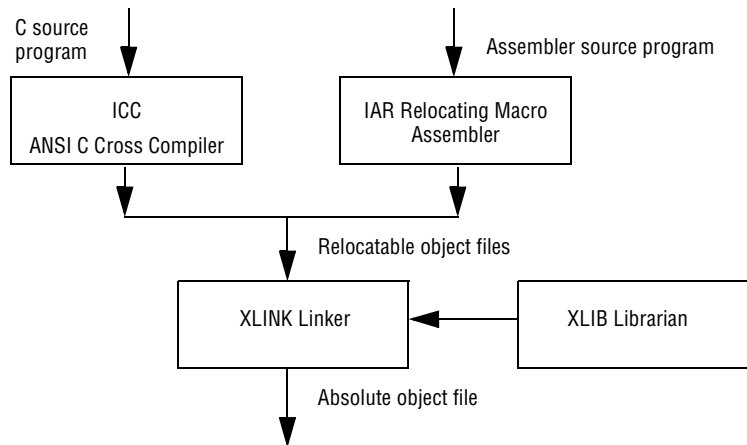 C source
program
Assembler source program
ICC
ANSI C Cross Compiler
IAR Relocating Macro
Assembler
Relocatable object files
XLINK Linker
XLIB Librarian
Absolute object file